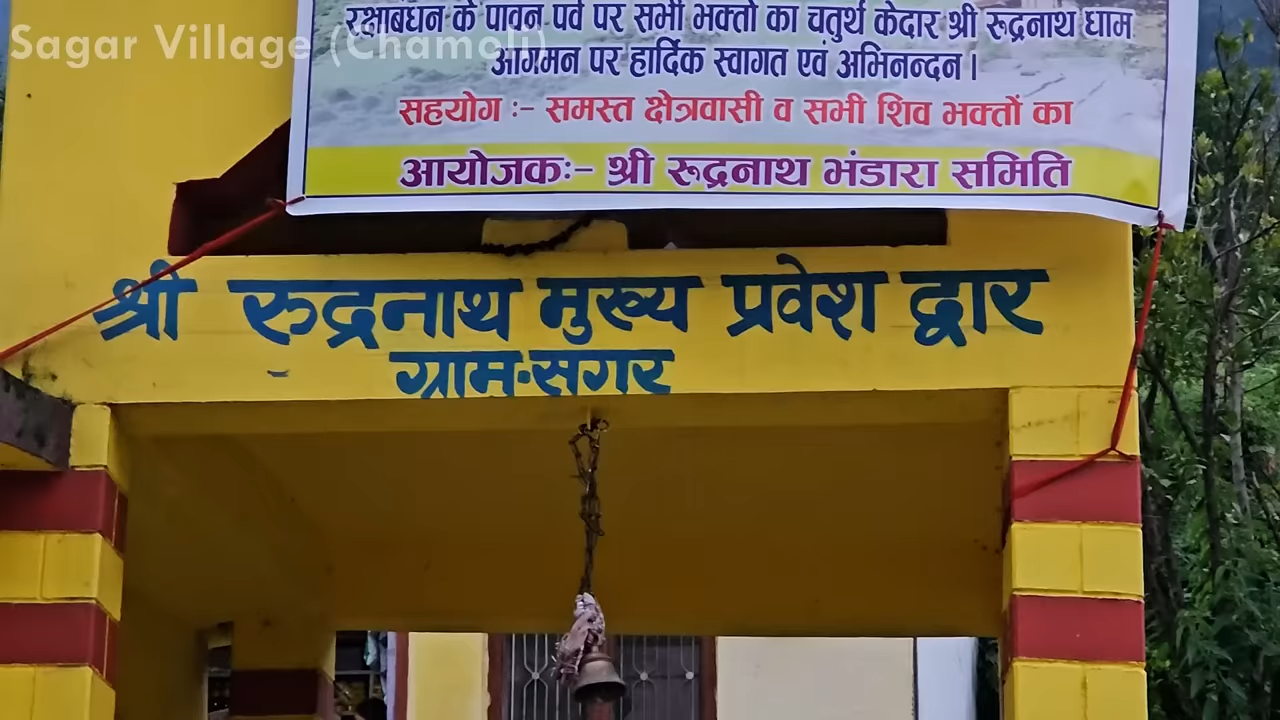 Sagar Village (Chamoli)
रक्षाबंधन के पावन पर्व पर सभी भक्तो का चतुर्थ केदार श्री रूद्रनाथ धाम
आगमन पर हार्दिक स्वागत एवं अभिनन्दन।
सहयोग :- समस्त क्षेत्रवासी व सभी शिव भक्तों का
आयोजक:- श्री रूद्रनाथ भंडारा समिति
श्री रुद्रनाथ मुख्य प्रवेश द्वार
ग्राम-सगर